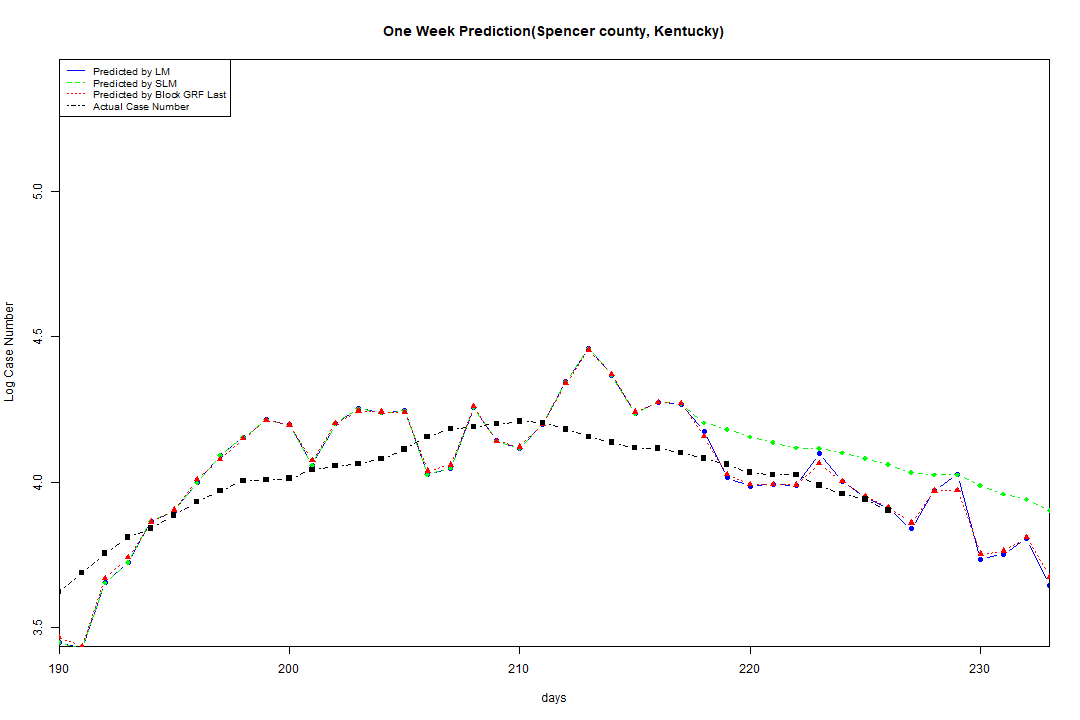 One Week Prediction(Spencer county, Kentucky)
Predicted by LM
Predicted by SLM
Predicted by Block GRF Last
Actual Case Number
5.0
4.5
4.0
3.5
Log Case Number
190 200 210 220 230
days